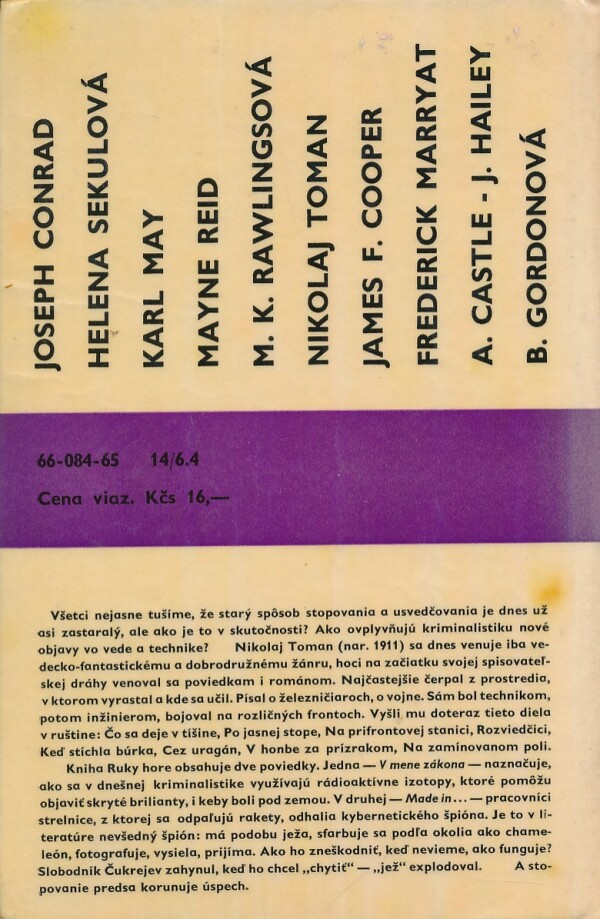 JOSEPH CONRAD
HELENA SEKULOVÁ
KARL MAY
MAYNE REID
M. K. RAWLINGSOVÁ
NIKOLAJ TOMAN
JAMES F. COOPER
FREDERICK MARRYAT
A. CASTLE - J. HAILEY
B. GORDONOVÁ
66-084-65 14/6.4
Cena viaz. Kčs 16,—
Všetci nejasne tušíme, že starý spôsob stopovania a usvedčovania je dnes už
asi zastaralý, ale ako je to v skutočnosti? Ako ovplyvňujú kriminalistiku nové
objavy vo vede a technike? Nikolaj Toman (nar. 1911) sa dnes venuje iba ve-
decko-fantastickému a dobrodružnému žánru, hoci na začiatku svojej spisovateľ-
skej dráhy venoval sa poviedkam i románom. Najčastejšie čerpal z prostredia,
v ktorom vyrastal a kde sa učil. Písal o železničiaroch, o vojne. Sám bol technikom,
potom inžinierom, bojoval na rozličných frontoch. Vyšli mu doteraz tieto diela
v ruštine: Čo sa deje v tišine, Po jasnej stope, Na prifrontovej stanici, Rozviedčici,
Keď stíchla búrka, Cez uragán, V honbe za prízrakom, Na zamínovanom poli.
Kniha Ruky hore obsahuje dve poviedky. Jedna — V mene zákona — naznačuje,
ako sa v dnešnej kriminalistike využívajú rádioaktívne izotopy, ktoré pomôžu
objaviť skryté brilianty, i keby boli pod zemou. V druhej — Made in... — pracovníci
strelnice, z ktorej sa odpaľujú rakety, odhalia kybernetického špióna. Je to v li-
teratúre nevšedný špión: má podobu ježa, sfarbuje sa podľa okolia ako chame-
león, fotografuje, vysiela, prijíma. Ako ho zneškodniť, keď nevieme, ako funguje?
Slobodník Čukrejev zahynul, keď ho chcel „chytiť“ — „jež“ explodoval. A sto-
povanie predsa korunuje úspech.